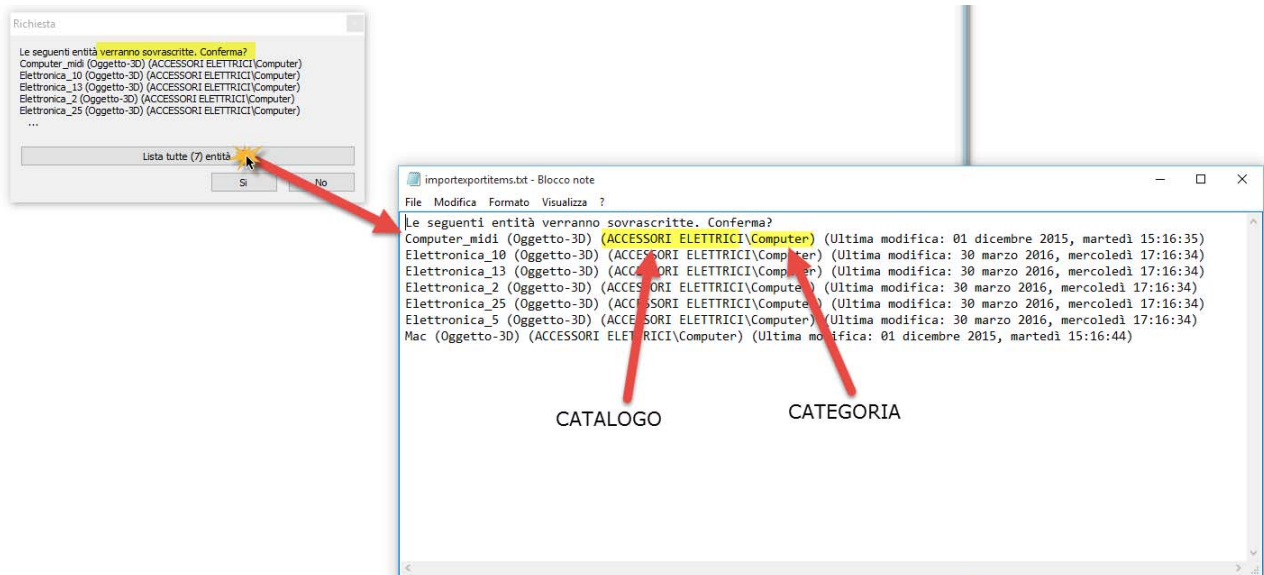 Richiesta
Le seguenti entità verranno sovrascritte. Conferma?
Computer_midi (Oggetto-3D) (ACCESSORI ELETTRICI\Computer)
Elettronica_10 (Oggetto-3D) (ACCESSORI ELETTRICI\Computer)
Elettronica_13 (Oggetto-3D) (ACCESSORI ELETTRICI\Computer)
Elettronica_2 (Oggetto-3D) (ACCESSORI ELETTRICI\Computer)
Elettronica_25 (Oggetto-3D) (ACCESSORI ELETTRICI\Computer)
...
Lista tutte (7) entità
Si No
importexportitems.txt - Blocco note
File Modifica Formato Visualizza ?
Le seguenti entità verranno sovrascritte. Conferma?
Computer_midi (Oggetto-3D) (ACCESSORI ELETTRICI\Computer) (Ultima modifica: 01 dicembre 2015, martedì 15:16:35)
Elettronica_10 (Oggetto-3D) (ACCESSORI ELETTRICI\Computer) (Ultima modifica: 30 marzo 2016, mercoledì 17:16:34)
Elettronica_13 (Oggetto-3D) (ACCESSORI ELETTRICI\Computer) (Ultima modifica: 30 marzo 2016, mercoledì 17:16:34)
Elettronica_2 (Oggetto-3D) (ACCESSORI ELETTRICI\Computer) (Ultima modifica: 30 marzo 2016, mercoledì 17:16:34)
Elettronica_25 (Oggetto-3D) (ACCESSORI ELETTRICI\Computer) (Ultima modifica: 30 marzo 2016, mercoledì 17:16:34)
Elettronica_5 (Oggetto-3D) (ACCESSORI ELETTRICI\Computer) (Ultima modifica: 30 marzo 2016, mercoledì 17:16:34)
Mac (Oggetto-3D) (ACCESSORI ELETTRICI\Computer) (Ultima modifica: 01 dicembre 2015, martedì 15:16:44)
CATALOGO CATEGORIA